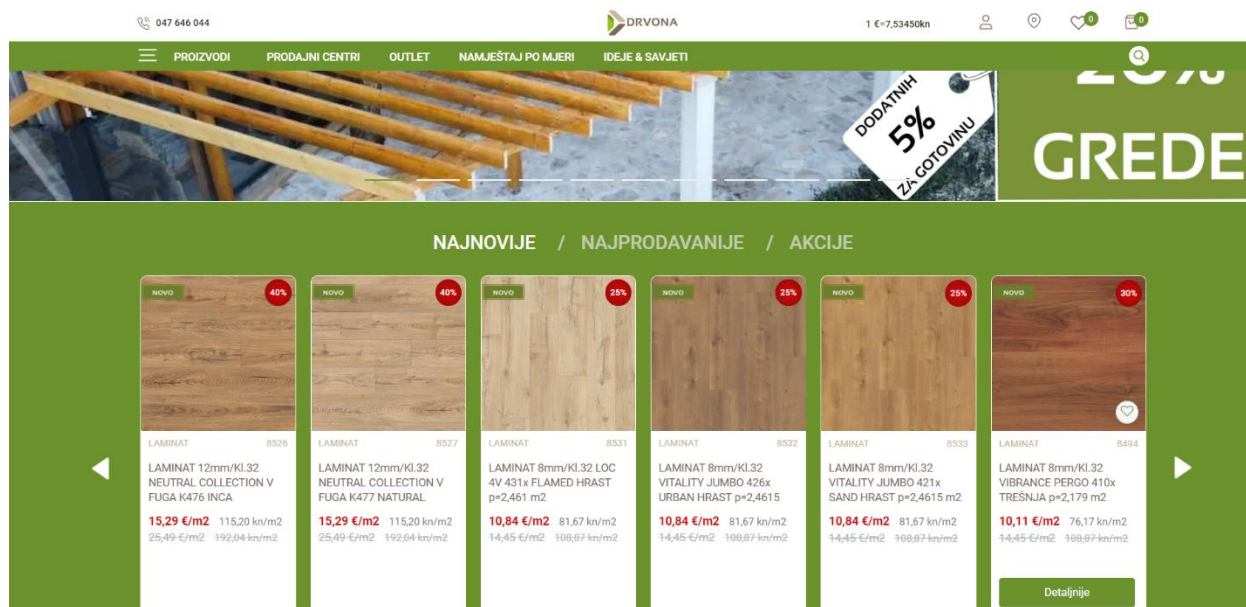 047 646 044
DRVONA
1 €=7,53450kn
0
0
PROIZVODI
PRODAJNI CENTRI
OUTLET
NAMJEŠTAJ PO MJERI
IDEJE & SAVJETI
DODATNIH
5%
ZA GOTOVINU
GREDE
NAJNOVIJE / NAJPRODAVANIJE / AKCIJE
NOVO 40%
LAMINAT 8526
LAMINAT 12mm/Kl.32
NEUTRAL COLLECTION V
FUGA K476 INCA
15,29 €/m2 115,20 kn/m2
25,49 €/m2 192,04 kn/m2
NOVO 40%
LAMINAT 8527
LAMINAT 12mm/Kl.32
NEUTRAL COLLECTION V
FUGA K477 NATURAL
15,29 €/m2 115,20 kn/m2
25,49 €/m2 192,04 kn/m2
NOVO 25%
LAMINAT 8531
LAMINAT 8mm/Kl.32 LOC
4V 431x FLAMED HRAST
p=2,461 m2
10,84 €/m2 81,67 kn/m2
14,45 €/m2 108,87 kn/m2
NOVO 25%
LAMINAT 8532
LAMINAT 8mm/Kl.32
VITALITY JUMBO 426x
URBAN HRAST p=2,4615
10,84 €/m2 81,67 kn/m2
14,45 €/m2 108,87 kn/m2
NOVO 25%
LAMINAT 8533
LAMINAT 8mm/Kl.32
VITALITY JUMBO 421x
SAND HRAST p=2,4615 m2
10,84 €/m2 81,67 kn/m2
14,45 €/m2 108,87 kn/m2
NOVO 30%
LAMINAT 8494
LAMINAT 8mm/Kl.32
VIBRANCE PERGO 410x
TREŠNJA p=2,179 m2
10,11 €/m2 76,17 kn/m2
14,45 €/m2 108,87 kn/m2
Detaljnije